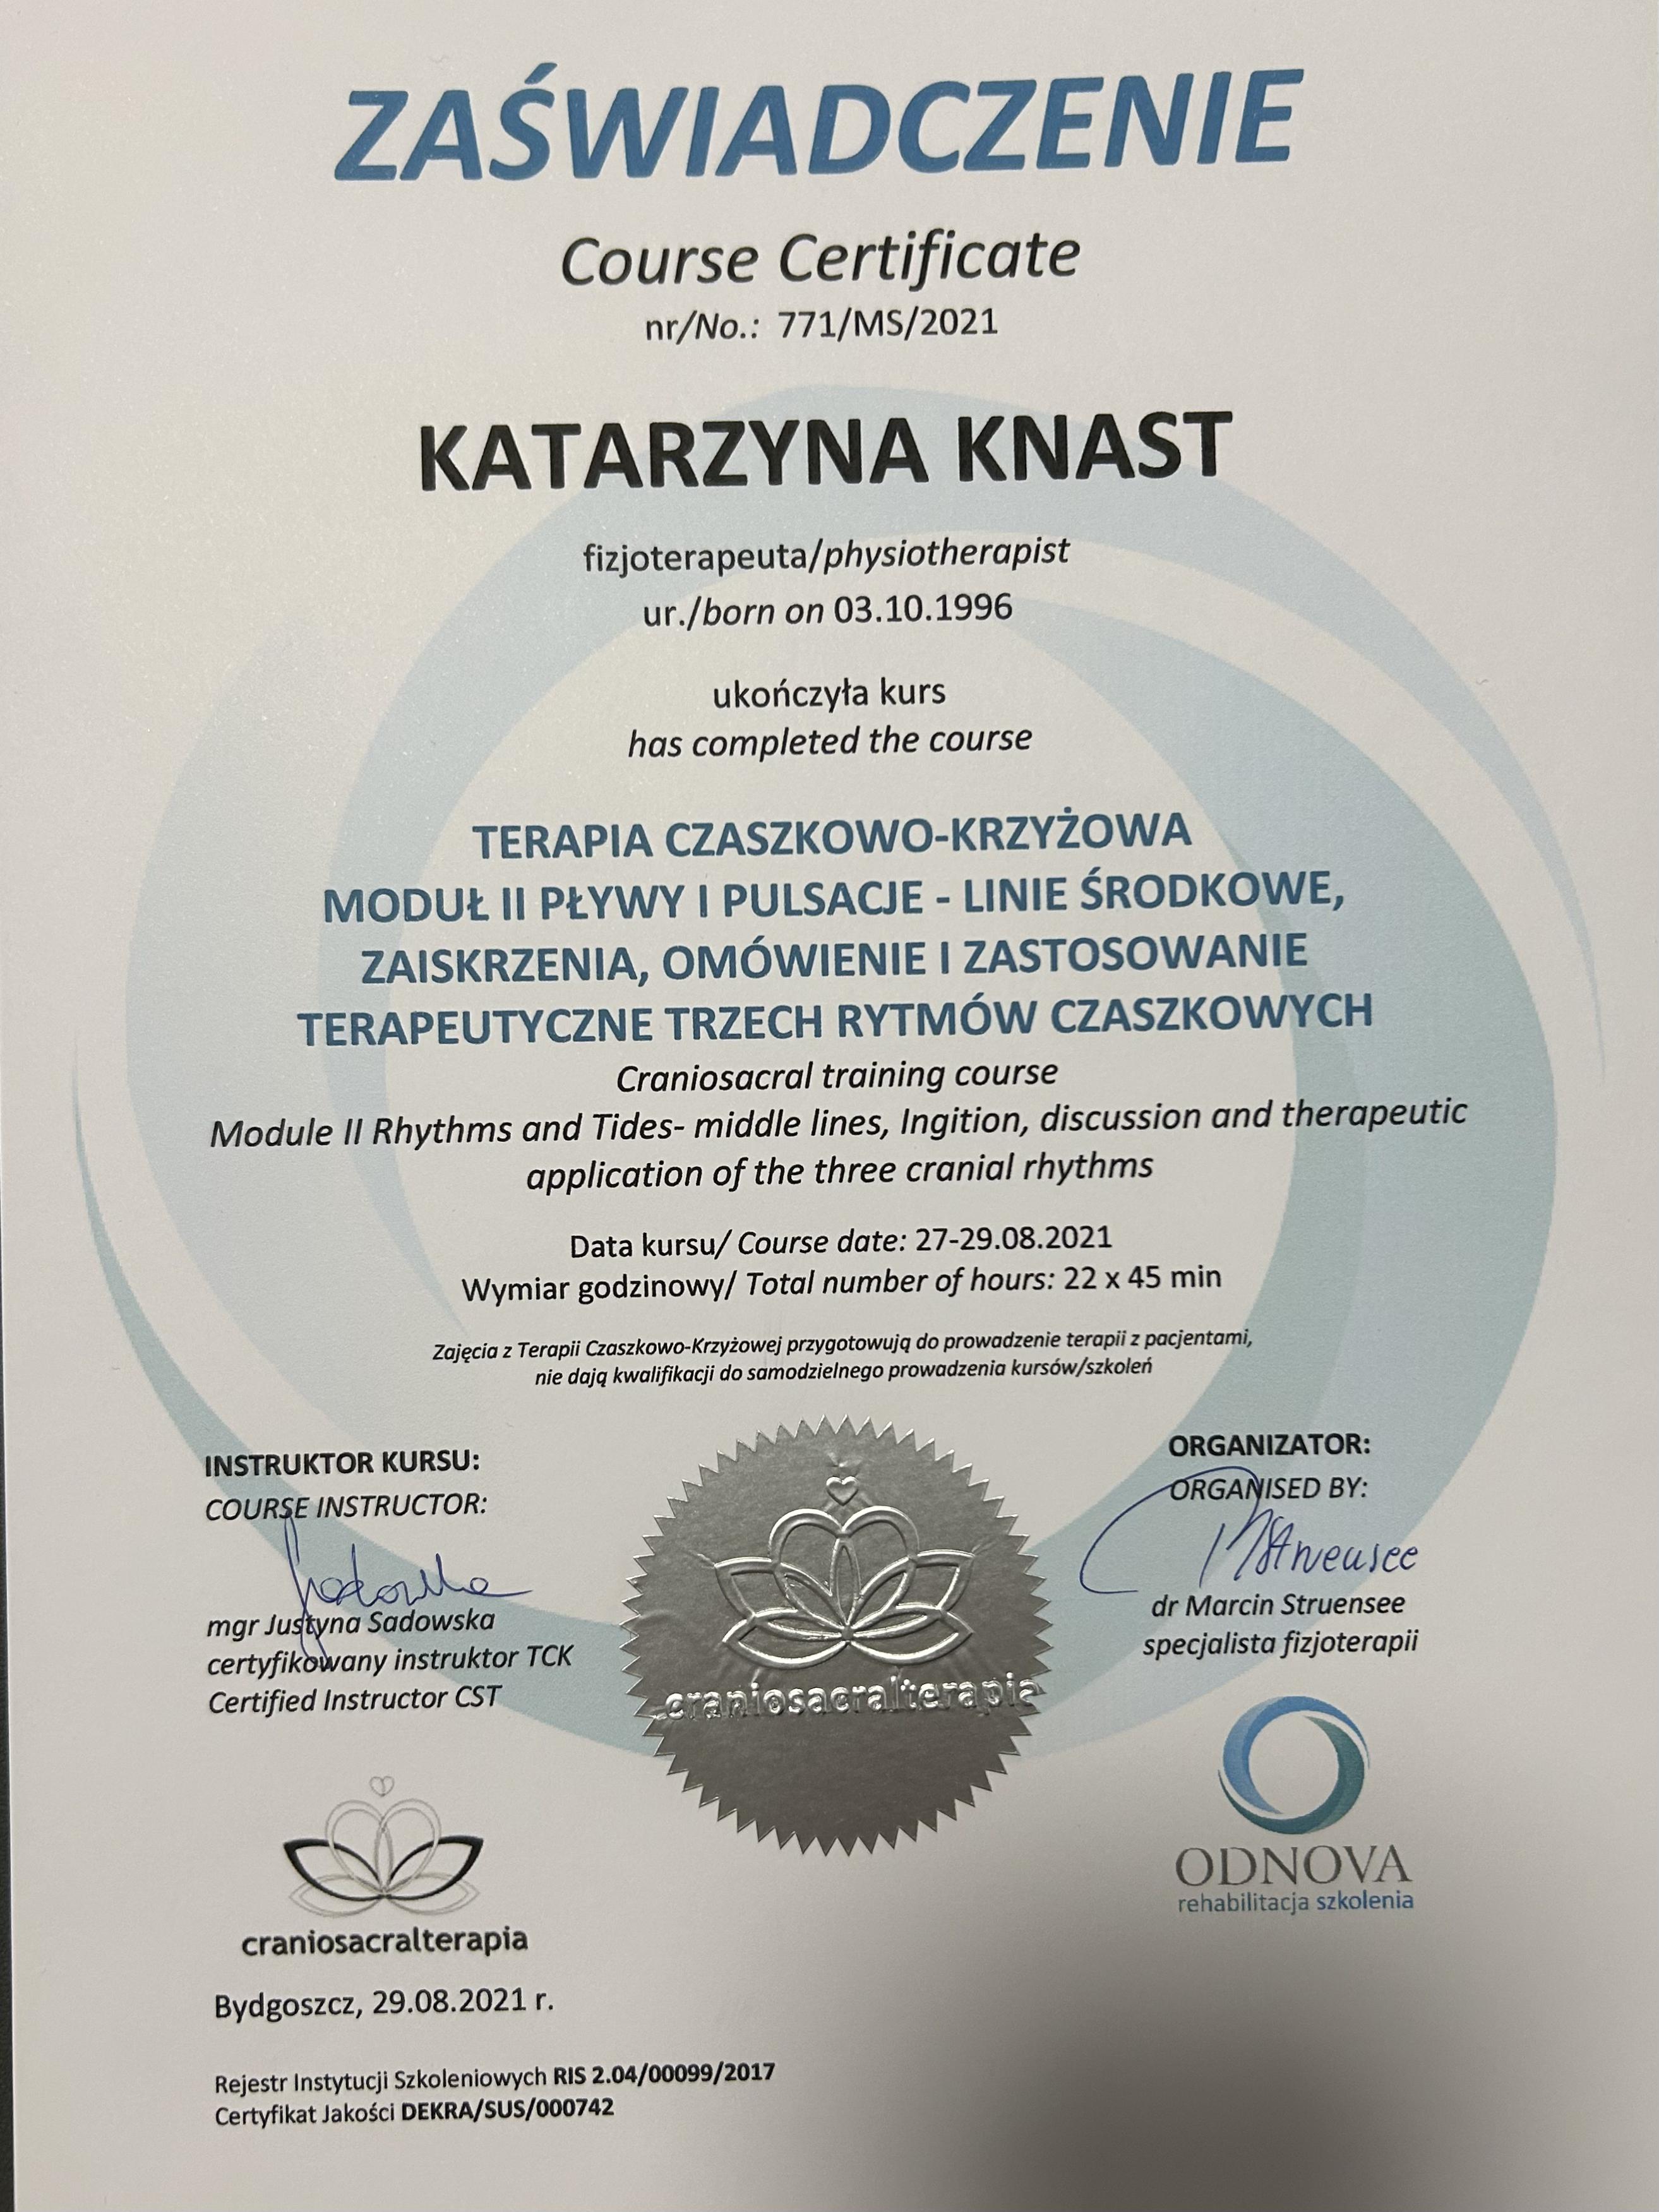 ZAŚWIADCZENIE
Course Certificate
nr/No.: 771/MS/2021
KATARZYNA KNAST
fizjoterapeuta/physiotherapist
ur./born on 03.10.1996
ukończyła kurs
has completed the course
TERAPIA CZASZKOWO-KRZYŻOWA
MODUŁ II PŁYWY I PULSACJE - LINIE ŚRODKOWE,
ZAISKRZENIA, OMÓWIENIE I ZASTOSOWANIE
TERAPEUTYCZNE TRZECH RYTMÓW CZASZKOWYCH
Craniosacral training course
Module II Rhythms and Tides- middle lines, Ingition, discussion and therapeutic
application of the three cranial rhythms
Data kursu/ Course date: 27-29.08.2021
Wymiar godzinowy/ Total number of hours: 22 x 45 min
Zajęcia z Terapii Czaszkowo-Krzyżowej przygotowują do prowadzenie terapii z pacjentami,
nie dają kwalifikacji do samodzielnego prowadzenia kursów/szkoleń
INSTRUKTOR KURSU:
COURSE INSTRUCTOR:
Sadowska
mgr Justyna Sadowska
certyfikowany instruktor TCK
Certified Instructor CST
craniosacralterapia
ORGANIZATOR:
ORGANISED BY:
MStruensee
dr Marcin Struensee
specjalista fizjoterapii
craniosacralterapia
ODNOVA
rehabilitacja szkolenia
Bydgoszcz, 29.08.2021 r.
Rejestr Instytucji Szkoleniowych RIS 2.04/00099/2017
Certyfikat Jakości DEKRA/SUS/000742